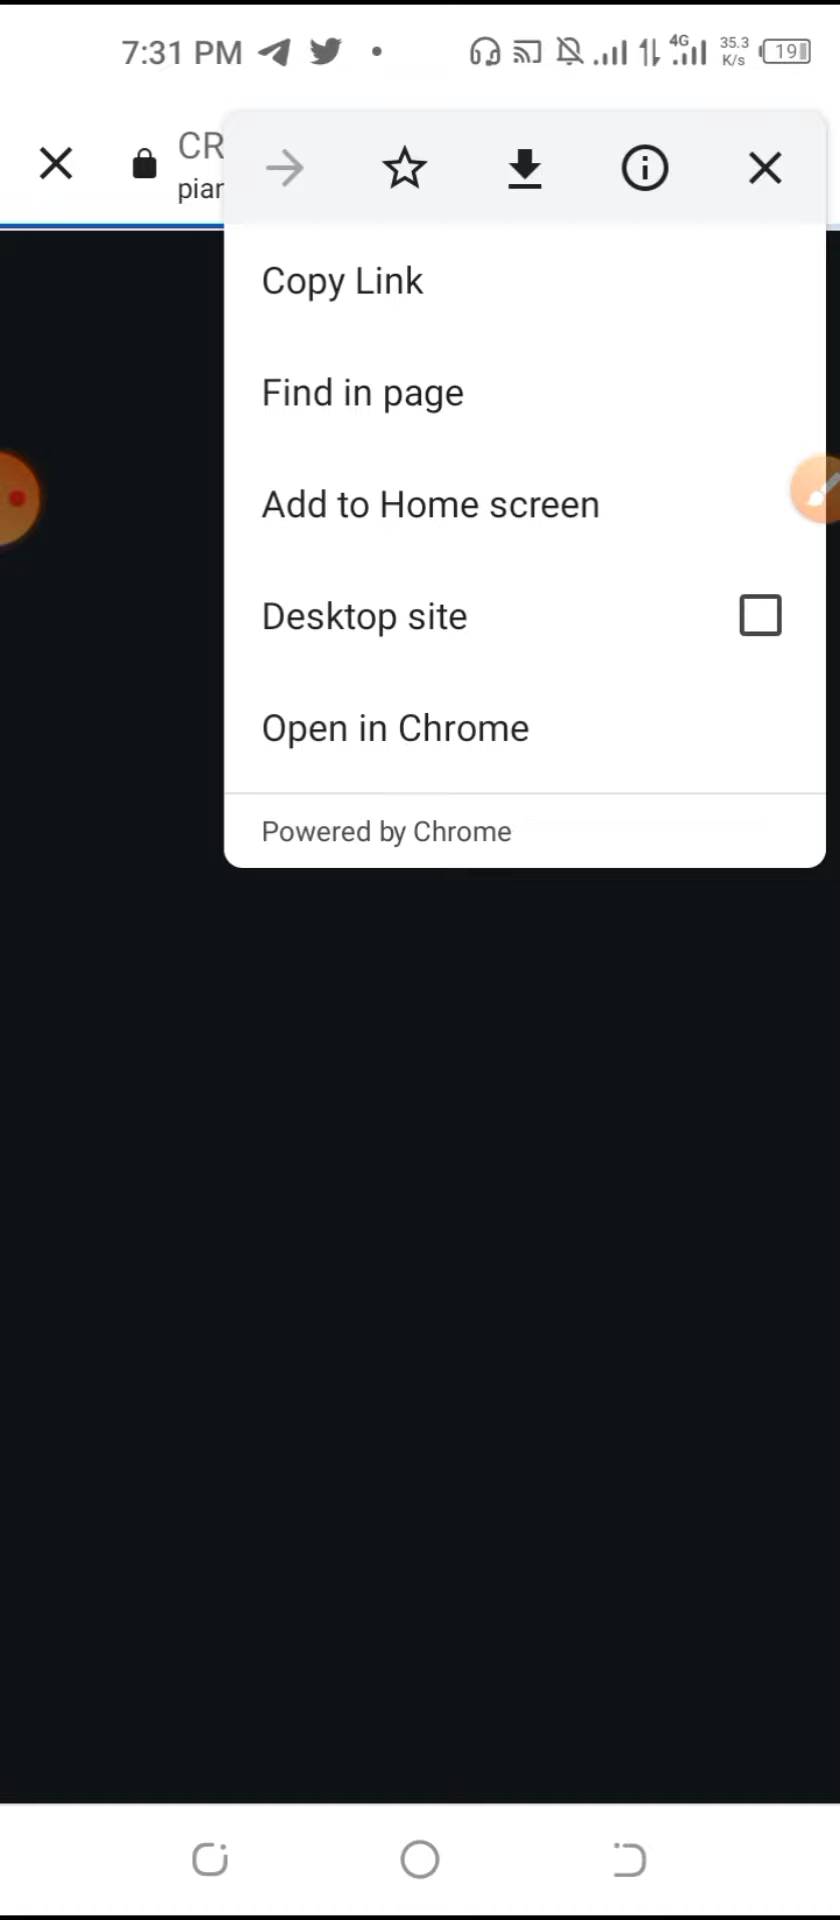 7:31 PM
4G
35.3
K/s
19
CR
piar
Copy Link
Find in page
Add to Home screen
Desktop site
Open in Chrome
Powered by Chrome